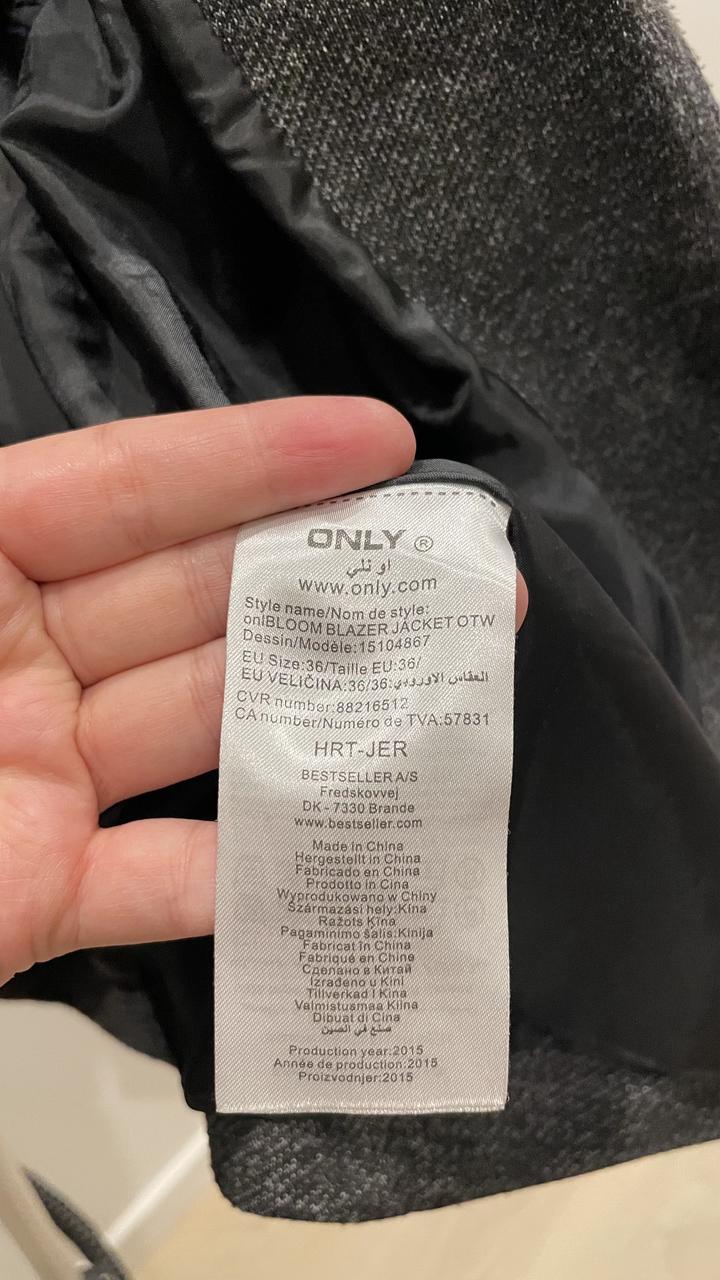 ONLY ®
اونلي
www.only.com
Style name/Nom de style:
onlBLOOM BLAZER JACKET OTW
Dessin/Modèle:15104867
EU Size:36/Taille EU:36/
EU VELIČINA:36/36:المقاس الاوروبي
CVR number:88216512
CA number/Numéro de TVA:57831
HRT-JER
BESTSELLER A/S
Fredskovvej
DK - 7330 Brande
www.bestseller.com
Made in China
Hergestellt in China
Fabricado en China
Prodotto in Cina
Wyprodukowano w Chiny
Származási hely:Kína
Ražots Ķīna
Pagaminimo šalis:Kinija
Fabricat în China
Fabriqué en Chine
Сделано в Китай
Izrađeno u Kini
Tillverkad I Kina
Valmistusmaa Kiina
Dibuat di Cina
صنع في الصين
Production year:2015
Année de production:2015
Proizvodnjer:2015